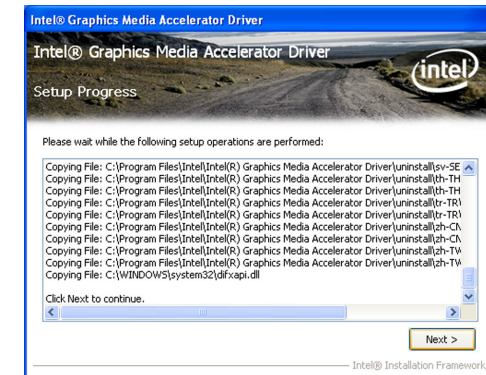 Intel® Graphics Media Accelerator Driver
Intel® Graphics Media Accelerator Driver
intel
Setup Progress
Please wait while the following setup operations are performed:
Copying File: C:\Program Files\Intel\Intel(R) Graphics Media Accelerator Driver\uninstall\sv-SE
Copying File: C:\Program Files\Intel\Intel(R) Graphics Media Accelerator Driver\uninstall\th-TH
Copying File: C:\Program Files\Intel\Intel(R) Graphics Media Accelerator Driver\uninstall\th-TH
Copying File: C:\Program Files\Intel\Intel(R) Graphics Media Accelerator Driver\uninstall\tr-TR\
Copying File: C:\Program Files\Intel\Intel(R) Graphics Media Accelerator Driver\uninstall\tr-TR\
Copying File: C:\Program Files\Intel\Intel(R) Graphics Media Accelerator Driver\uninstall\zh-CN
Copying File: C:\Program Files\Intel\Intel(R) Graphics Media Accelerator Driver\uninstall\zh-CN
Copying File: C:\Program Files\Intel\Intel(R) Graphics Media Accelerator Driver\uninstall\zh-TW
Copying File: C:\Program Files\Intel\Intel(R) Graphics Media Accelerator Driver\uninstall\zh-TW
Copying File: C:\WINDOWS\system32\difxapi.dll
Click Next to continue.
Next >
Intel® Installation Framework